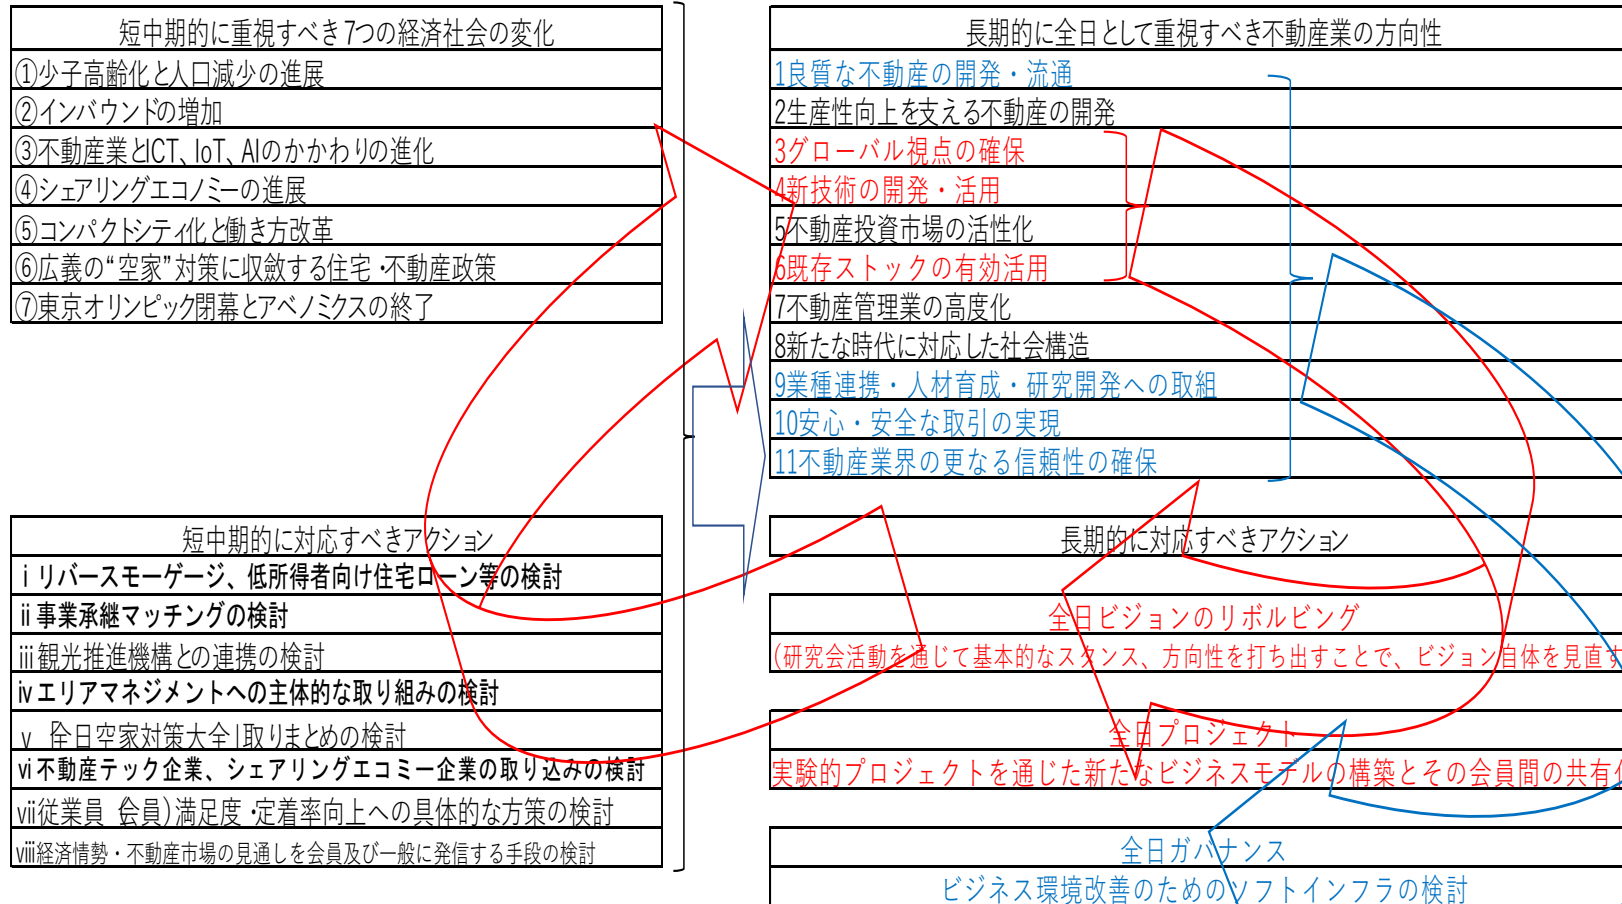 短中期的に重視すべき7つの経済社会の変化
①少子高齢化と人口減少の進展
②インバウンドの増加
③不動産業とICT、IoT、AIのかかわりの進化
④シェアリングエコノミーの進展
⑤コンパクトシティ化と働き方改革
⑥広義の“空家”対策に収斂する住宅・不動産政策
⑦東京オリンピック閉幕とアベノミクスの終了
短中期的に対応すべきアクション
ⅰリバースモーゲージ、低所得者向け住宅ローン等の検討
ⅱ事業承継マッチングの検討
ⅲ観光推進機構との連携の検討
ⅳエリアマネジメントへの主体的な取り組みの検討
ⅴ「全日空家対策大全」取りまとめの検討
ⅵ不動産テック企業、シェアリングエコミー企業の取り込みの検討
ⅶ従業員(会員)満足度・定着率向上への具体的な方策の検討
ⅷ経済情勢・不動産市場の見通しを会員及び一般に発信する手段の検討
長期的に全日として重視すべき不動産業の方向性
1良質な不動産の開発・流通
2生産性向上を支える不動産の開発
3グローバル視点の確保
4新技術の開発・活用
5不動産投資市場の活性化
6既存ストックの有効活用
7不動産管理業の高度化
8新たな時代に対応した社会構造
9業種連携・人材育成・研究開発への取組
10安心・安全な取引の実現
11不動産業界の更なる信頼性の確保
長期的に対応すべきアクション
全日ビジョンのリボルビング
(研究会活動を通じて基本的なスタンス、方向性を打ち出すことで、ビジョン自体を見直す
全日プロジェクト
実験的プロジェクトを通じた新たなビジネスモデルの構築とその会員間の共有化
全日ガバナンス
ビジネス環境改善のためのソフトインフラの検討